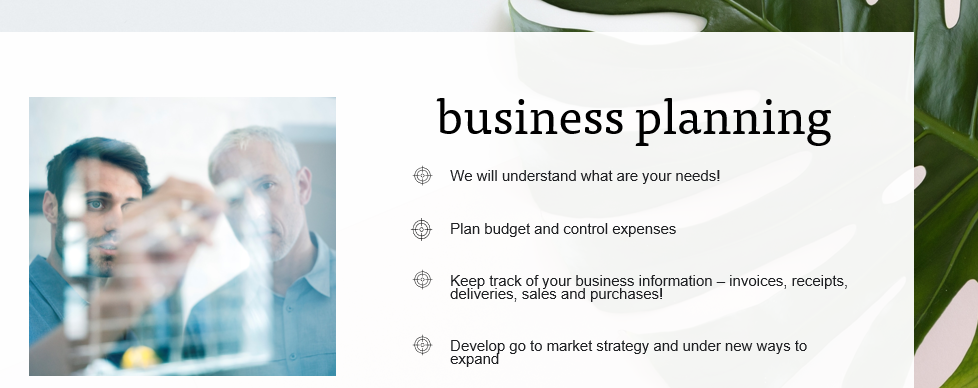 business planning
We will understand what are your needs!
Plan budget and control expenses
Keep track of your business information – invoices, receipts,
deliveries, sales and purchases!
Develop go to market strategy and under new ways to
expand